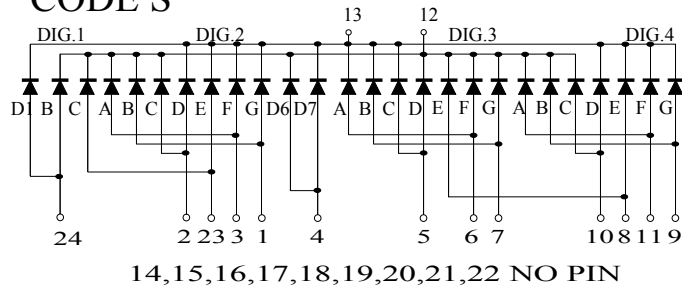 CODE S
13 12
DIG.1 DIG.2 DIG.3 DIG.4
D1 B C A B C D E F G D6 D7 A B C D E F G A B C D E F G
24 2 23 3 1 4 5 6 7 10 8 11 9
14,15,16,17,18,19,20,21,22 NO PIN